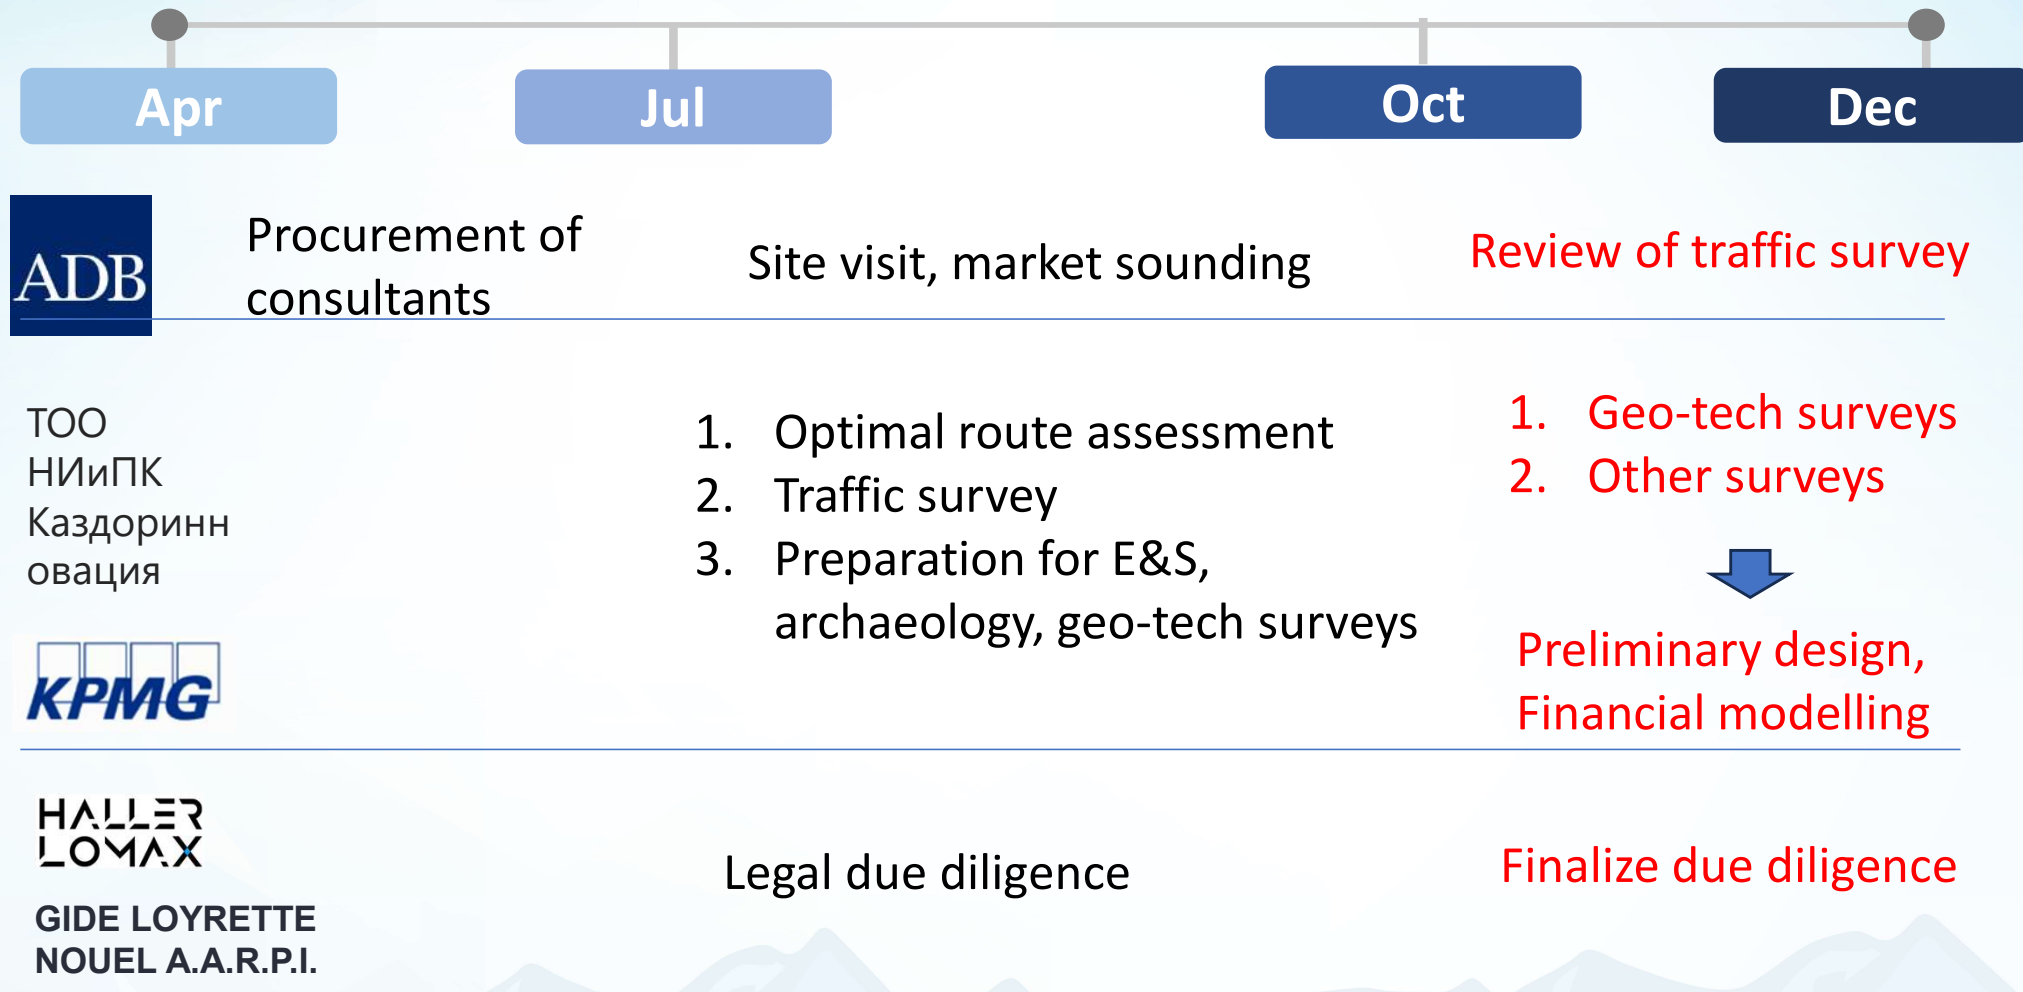 Apr
Jul
Oct
Dec
ADB
Procurement of
consultants
Site visit, market sounding
Review of traffic survey
ТОО
НИиПК
Каздоринн
овация
KPMG
1. Optimal route assessment
2. Traffic survey
3. Preparation for E&S,
archaeology, geo-tech surveys
1. Geo-tech surveys
2. Other surveys
Preliminary design,
Financial modelling
HALLER
LOMAX
GIDE LOYRETTE
NOUEL A.A.R.P.I.
Legal due diligence
Finalize due diligence